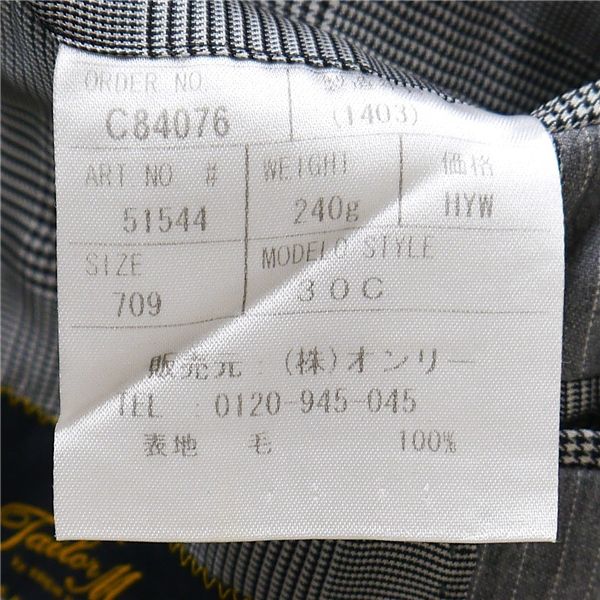 ORDER NO.
C84076 (1403)
ART NO # WEIGHT 価格
51544 240g HYW
SIZE MODELO STYLE
709 30C
販売元 : (株)オンリー
TEL : 0120-945-045
表地 毛 100%
Tailor M